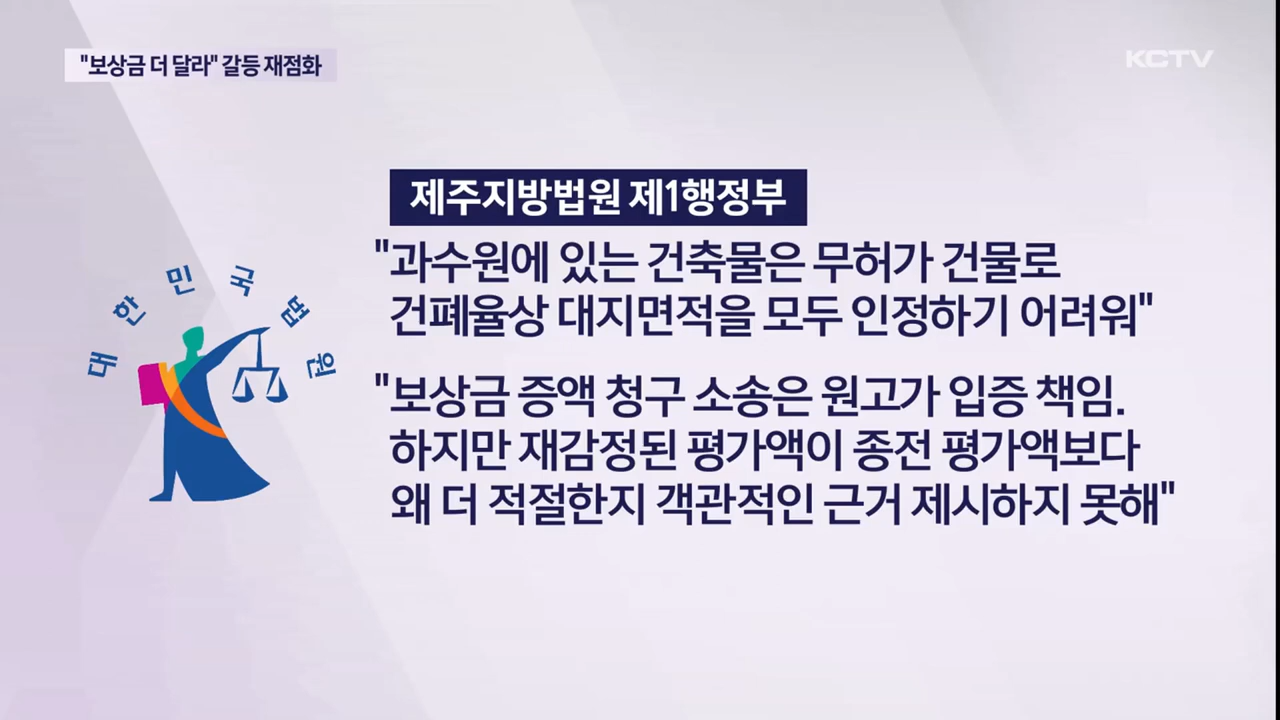 "보상금 더 달라" 갈등 재점화
KCTV
제주지방법원 제1행정부
"과수원에 있는 건축물은 무허가 건물로
건폐율상 대지면적을 모두 인정하기 어려워"
대한민국법원
"보상금 증액 청구 소송은 원고가 입증 책임.
하지만 재감정된 평가액이 종전 평가액보다
왜 더 적절한지 객관적인 근거 제시하지 못해"